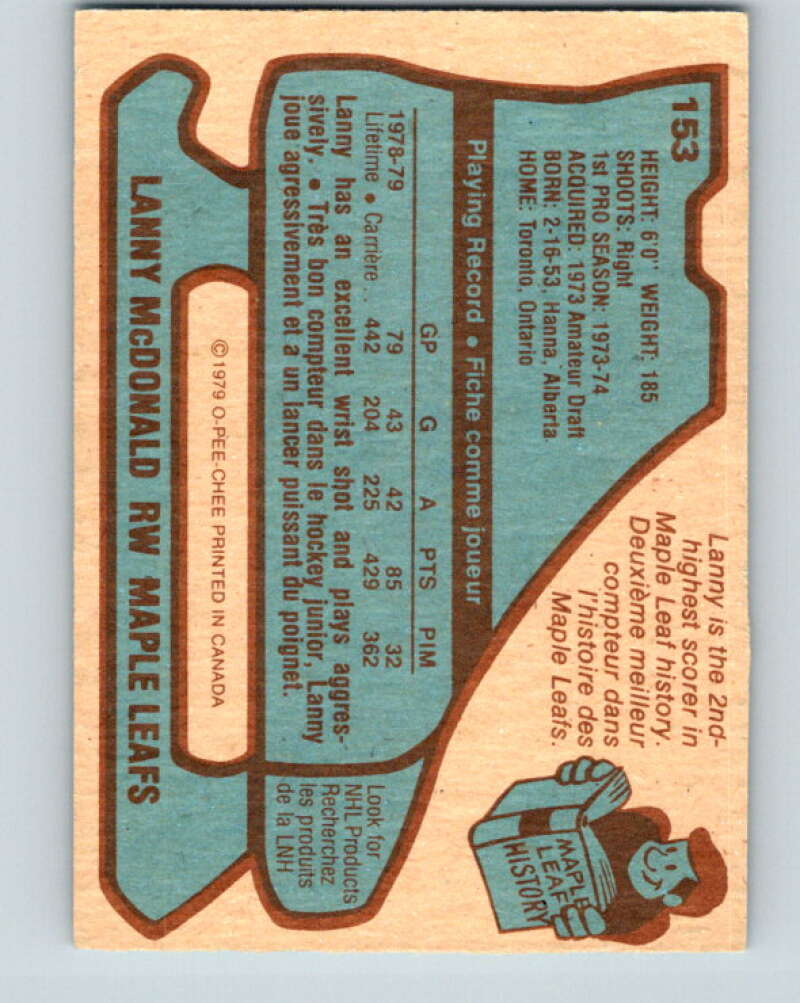 153
HEIGHT: 6'0" WEIGHT: 185
SHOOTS: Right
1st PRO SEASON: 1973-74
ACQUIRED: 1973 Amateur Draft
BORN: 2-16-53, Hanna, Alberta
HOME: Toronto, Ontario
Lanny is the 2nd-
highest scorer in
Maple Leaf history.
Deuxième meilleur
compteur dans
l'histoire des
Maple Leafs.
MAPLE
LEAF
HISTORY
Playing Record • Fiche comme joueur
GP G A PTS PIM
1978-79 79 43 42 85 32
Lifetime • Carrière .. 442 204 225 429 362
Lanny has an excellent wrist shot and plays aggres-
sively. • Très bon compteur dans le hockey junior, Lanny
joue agressivement et a un lancer puissant du poignet.
Look for
NHL Products
Recherchez
les produits
de la LNH
©1979 O-PEE-CHEE PRINTED IN CANADA
LANNY McDONALD RW MAPLE LEAFS